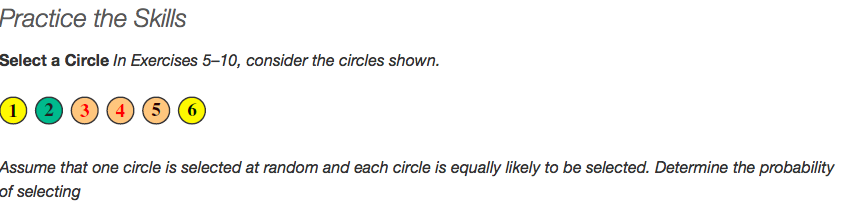 Practice the Skills
Select a Circle In Exercises 5–10, consider the circles shown.
1 2 3 4 5 6
Assume that one circle is selected at random and each circle is equally likely to be selected. Determine the probability
of selecting